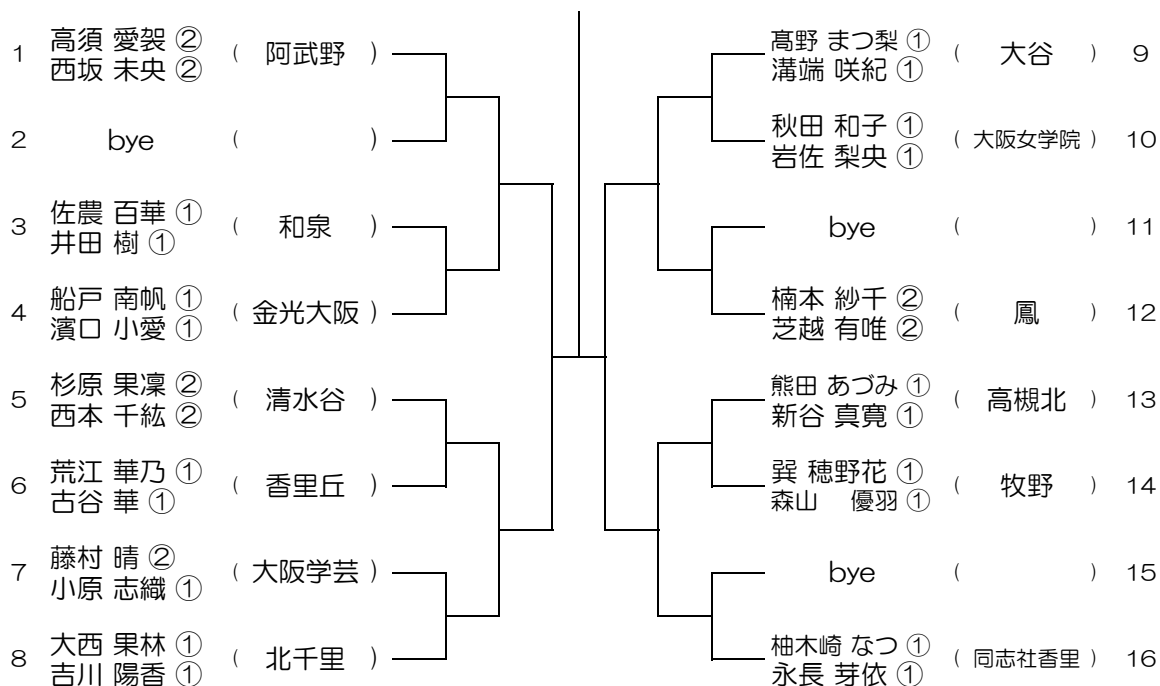 1 高須 愛袈 ② ( 阿武野 )
西坂 未央 ②
2 bye ( )
3 佐農 百華 ① ( 和泉 )
井田 樹 ①
4 船戸 南帆 ① ( 金光大阪 )
濱口 小愛 ①
5 杉原 果凜 ② ( 清水谷 )
西本 千紘 ②
6 荒江 華乃 ① ( 香里丘 )
古谷 華 ①
7 藤村 晴 ② ( 大阪学芸 )
小原 志織 ①
8 大西 果林 ① ( 北千里 )
吉川 陽香 ①
髙野 まつ梨 ① ( 大谷 ) 9
溝端 咲紀 ①
秋田 和子 ① ( 大阪女学院 ) 10
岩佐 梨央 ①
bye ( ) 11
楠本 紗千 ② ( 鳳 ) 12
芝越 有唯 ②
熊田 あづみ ① ( 高槻北 ) 13
新谷 真寛 ①
巽 穂野花 ① ( 牧野 ) 14
森山 優羽 ①
bye ( ) 15
柚木崎 なつ ① ( 同志社香里 ) 16
永長 芽依 ①